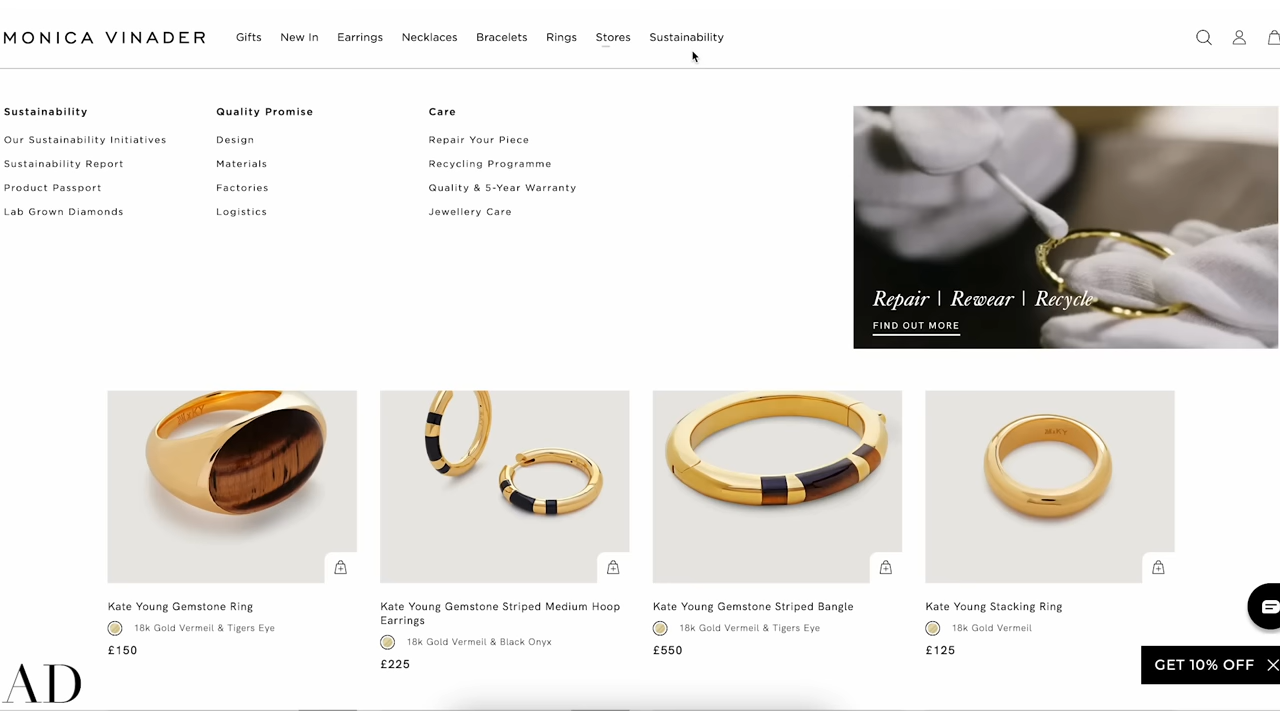 MONICA VINADER
Gifts
New In
Earrings
Necklaces
Bracelets
Rings
Stores
Sustainability
Sustainability
Our Sustainability Initiatives
Sustainability Report
Product Passport
Lab Grown Diamonds
Quality Promise
Design
Materials
Factories
Logistics
Care
Repair Your Piece
Recycling Programme
Quality & 5-Year Warranty
Jewellery Care
Repair | Rewear | Recycle
FIND OUT MORE
Kate Young Gemstone Ring
18k Gold Vermeil & Tigers Eye
£150
Kate Young Gemstone Striped Medium Hoop
Earrings
18k Gold Vermeil & Black Onyx
£225
Kate Young Gemstone Striped Bangle
18k Gold Vermeil & Tigers Eye
£550
Kate Young Stacking Ring
18k Gold Vermeil
£125
GET 10% OFF
AD